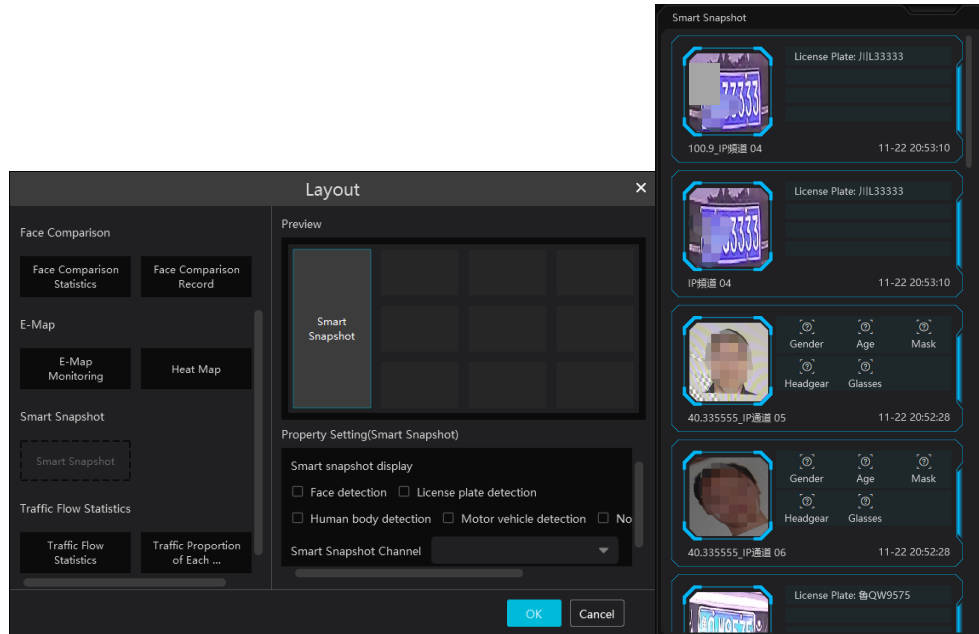 Layout
Face Comparison
Face Comparison
Statistics
Face Comparison
Record
E-Map
E-Map
Monitoring
Heat Map
Smart Snapshot
Smart Snapshot
Traffic Flow Statistics
Traffic Flow
Statistics
Traffic Proportion
of Each ...
Preview
Smart
Snapshot
Property Setting(Smart Snapshot)
Smart snapshot display
Face detection
License plate detection
Human body detection
Motor vehicle detection
No
Smart Snapshot Channel
OK
Cancel
Smart Snapshot
33333
License Plate: 川L33333
100.9_IP頻道 04
11-22 20:53:10
33333
License Plate: 川L33333
IP頻道 04
11-22 20:53:10
Gender
Age
Mask
Headgear
Glasses
40.335555_IP通道 05
11-22 20:52:28
Gender
Age
Mask
Headgear
Glasses
40.335555_IP通道 06
11-22 20:52:28
License Plate: 鲁QW9575